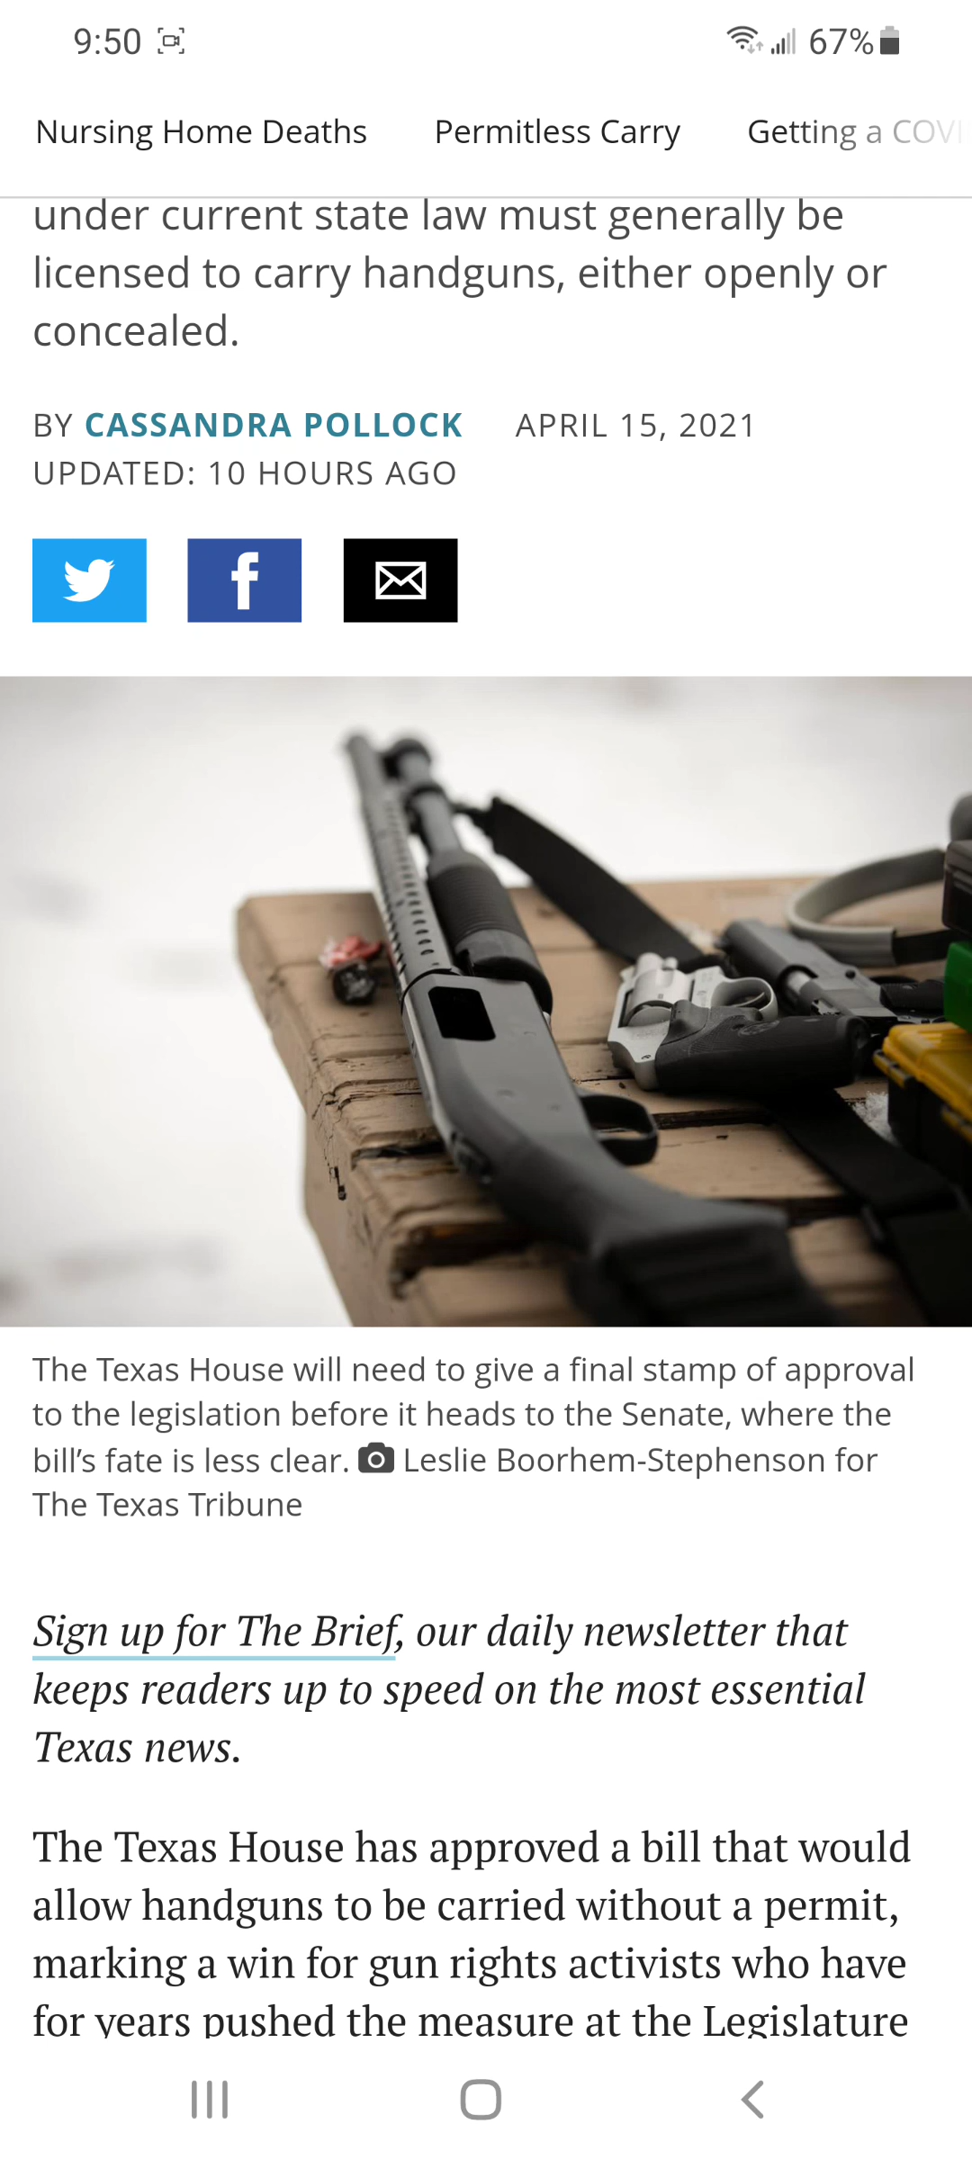 9:50 67%
Nursing Home Deaths Permitless Carry Getting a COVI
under current state law must generally be
licensed to carry handguns, either openly or
concealed.
BY CASSANDRA POLLOCK APRIL 15, 2021
UPDATED: 10 HOURS AGO
The Texas House will need to give a final stamp of approval
to the legislation before it heads to the Senate, where the
bill’s fate is less clear. Leslie Boorhem-Stephenson for
The Texas Tribune
Sign up for The Brief, our daily newsletter that
keeps readers up to speed on the most essential
Texas news.
The Texas House has approved a bill that would
allow handguns to be carried without a permit,
marking a win for gun rights activists who have
for years pushed the measure at the Legislature